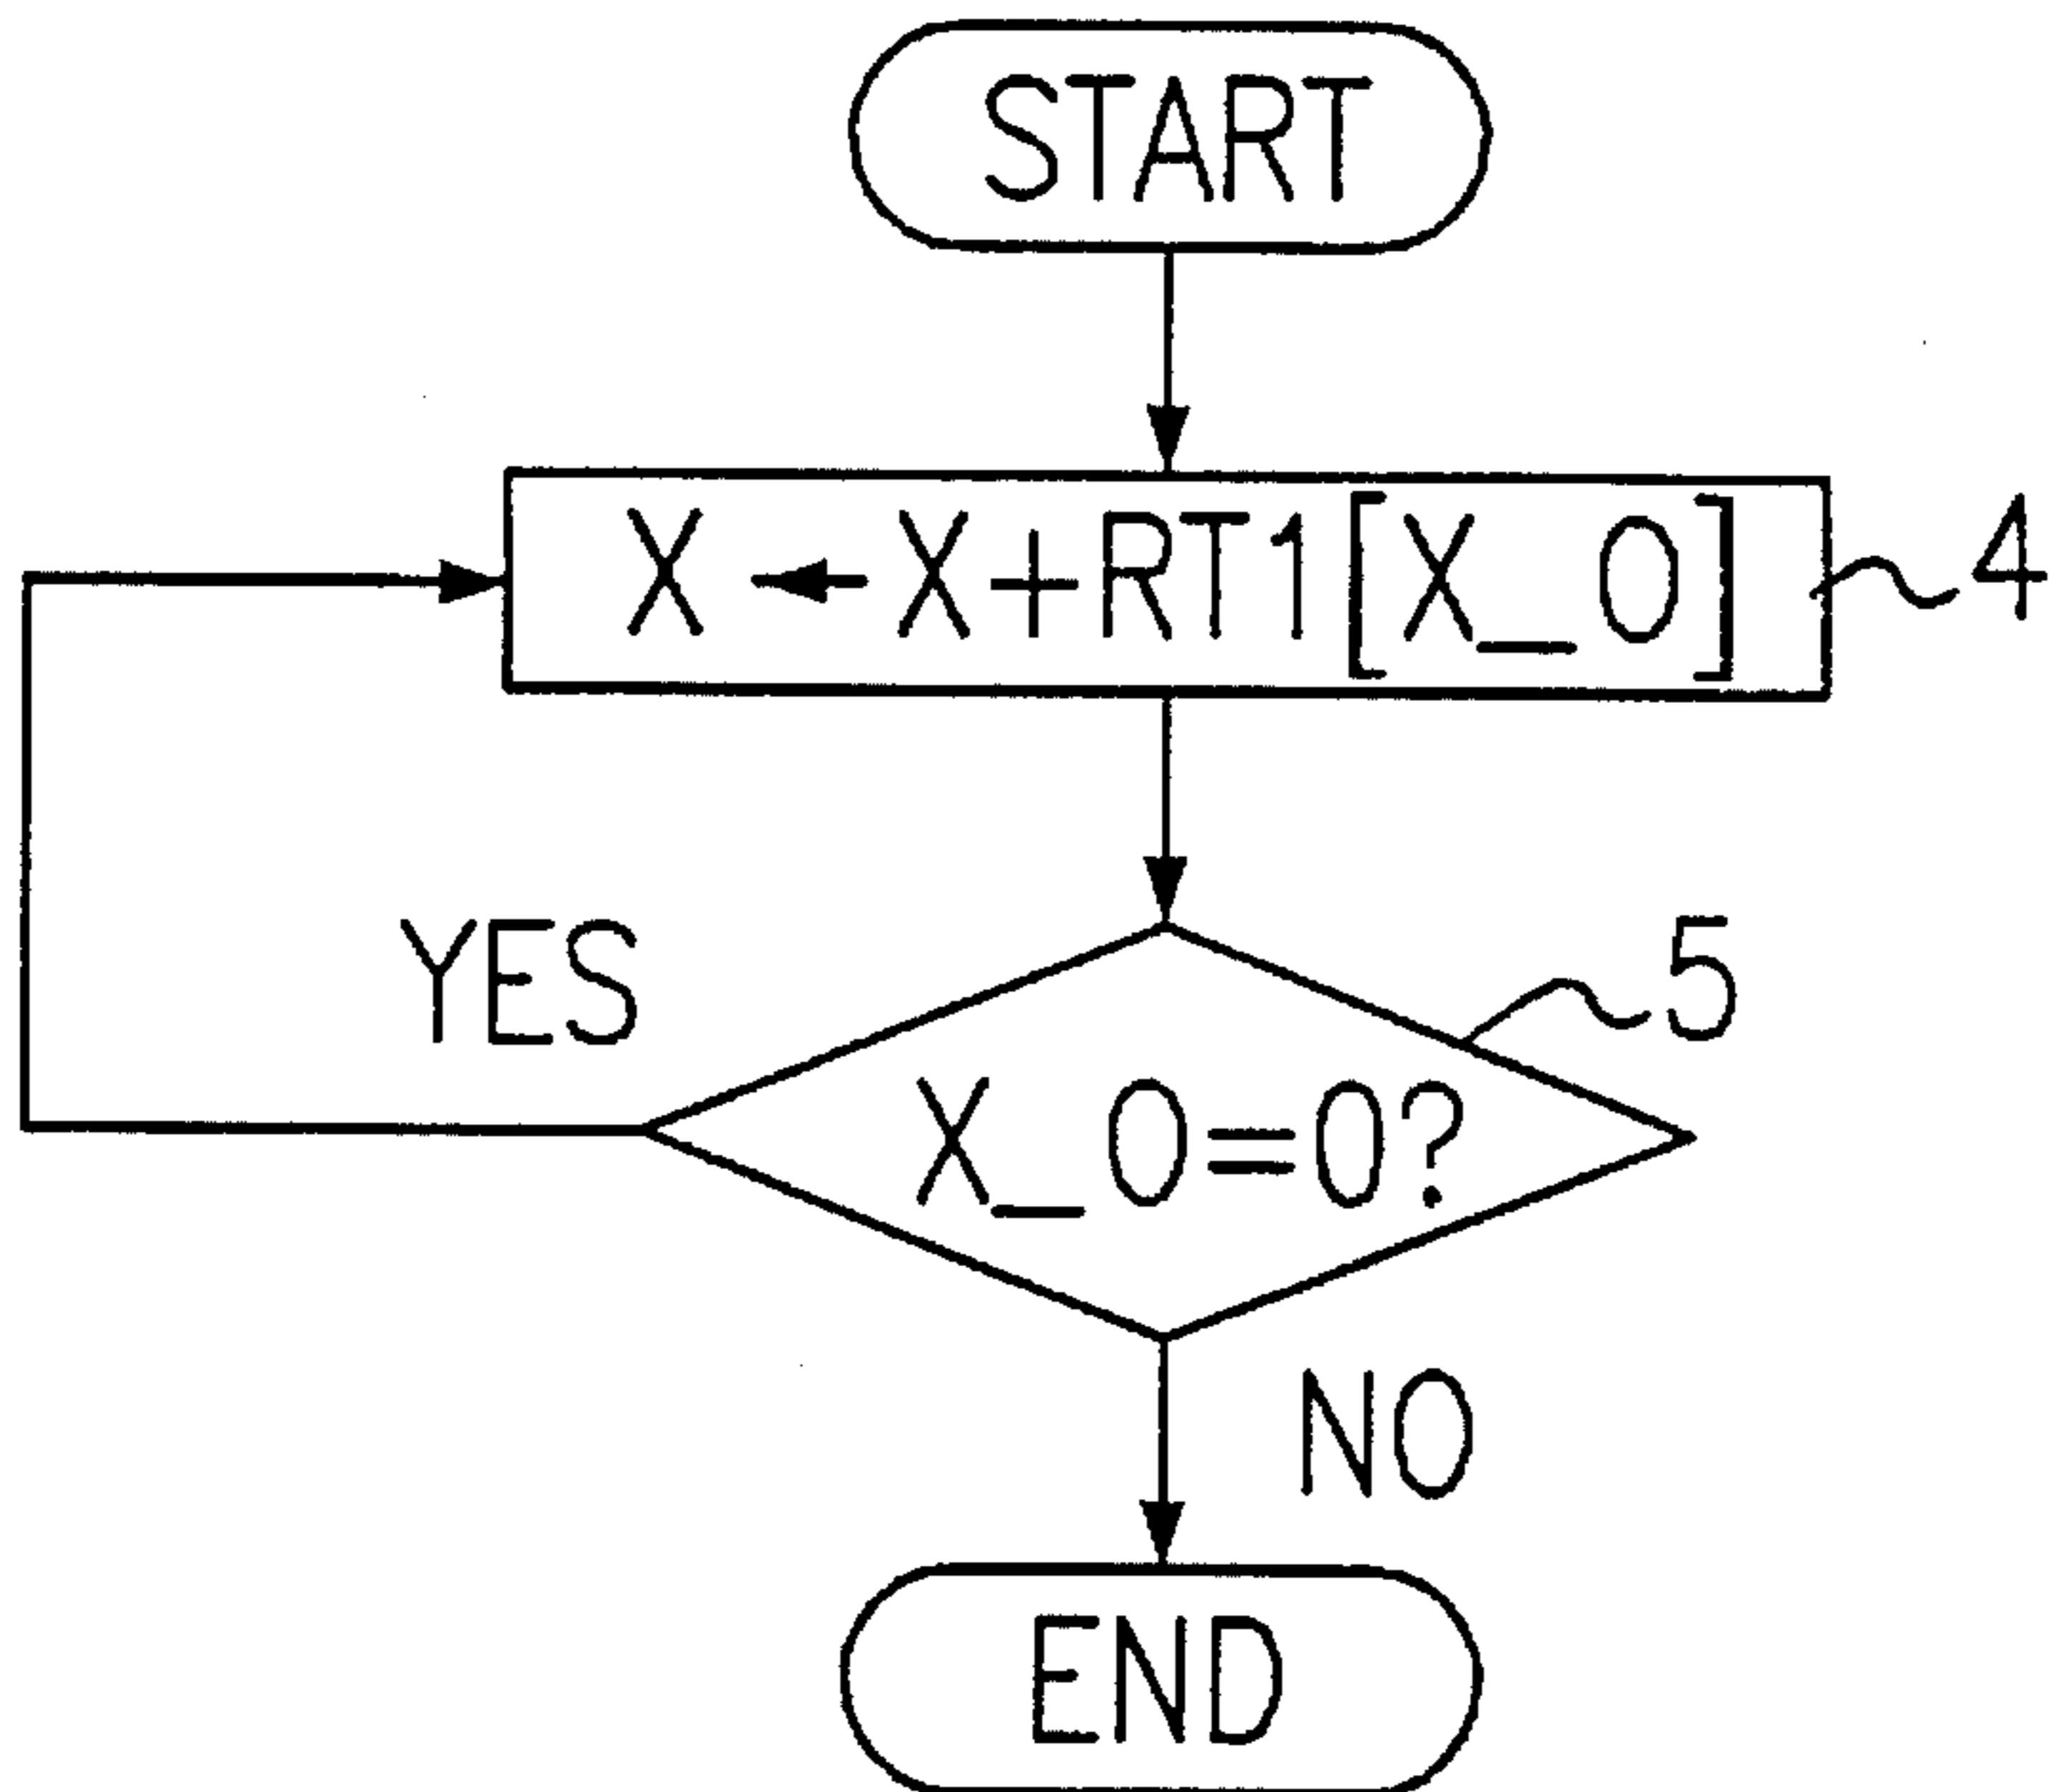 START
X ← X+RT1[X_0] 4
YES
5
X_0=0?
NO
END